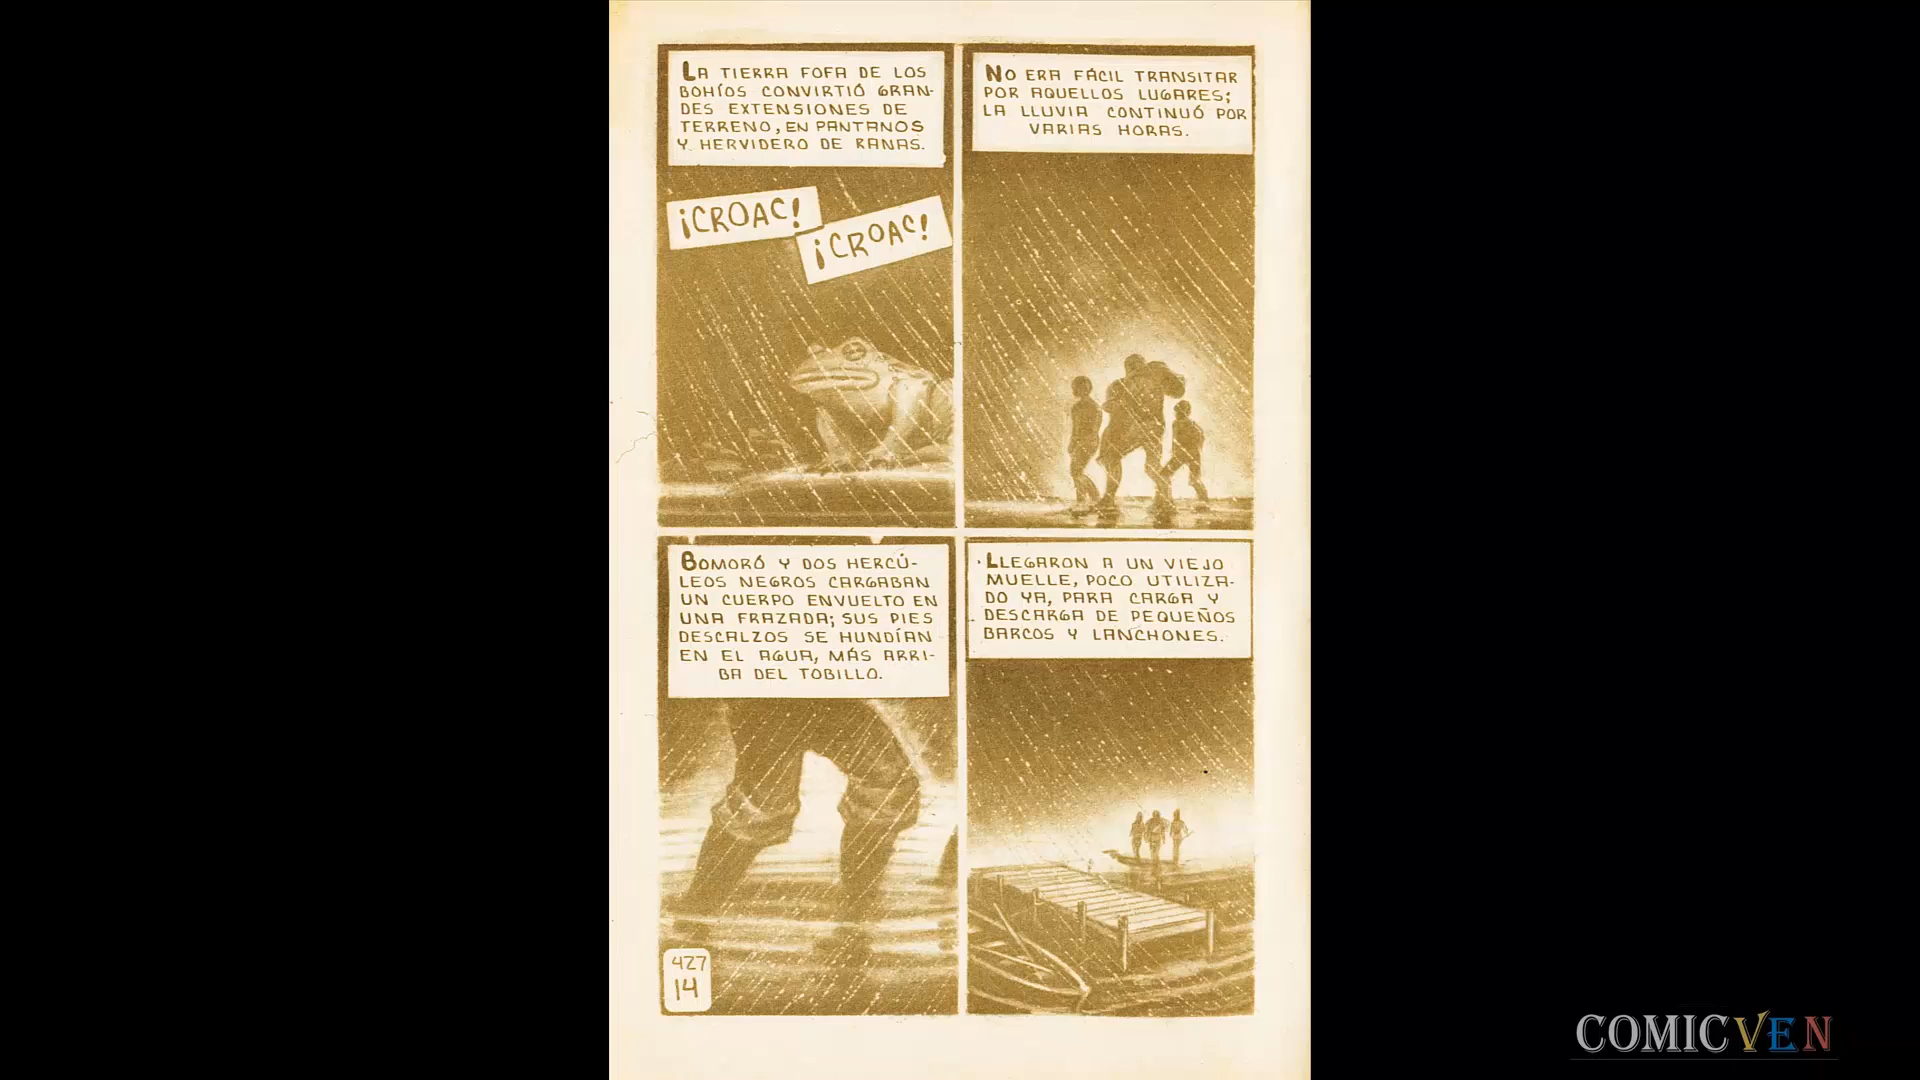 LA TIERRA FOFA DE LOS
BOHÍOS CONVIRTIÓ GRAN-
DES EXTENSIONES DE
TERRENO, EN PANTANOS
Y HERVIDERO DE RANAS.
¡CROAC!
¡CROAC!
NO ERA FÁCIL TRANSITAR
POR AQUELLOS LUGARES;
LA LLUVIA CONTINUÓ POR
VARIAS HORAS.
BOMORÓ Y DOS HERCÚ-
LEOS NEGROS CARGABAN
UN CUERPO ENVUELTO EN
UNA FRAZADA; SUS PIES
DESCALZOS SE HUNDÍAN
EN EL AGUA, MÁS ARRI-
BA DEL TOBILLO.
427
14
LLEGARON A UN VIEJO
MUELLE, POCO UTILIZA-
DO YA, PARA CARGA Y
DESCARGA DE PEQUEÑOS
BARCOS Y LANCHONES.
COMICVEN